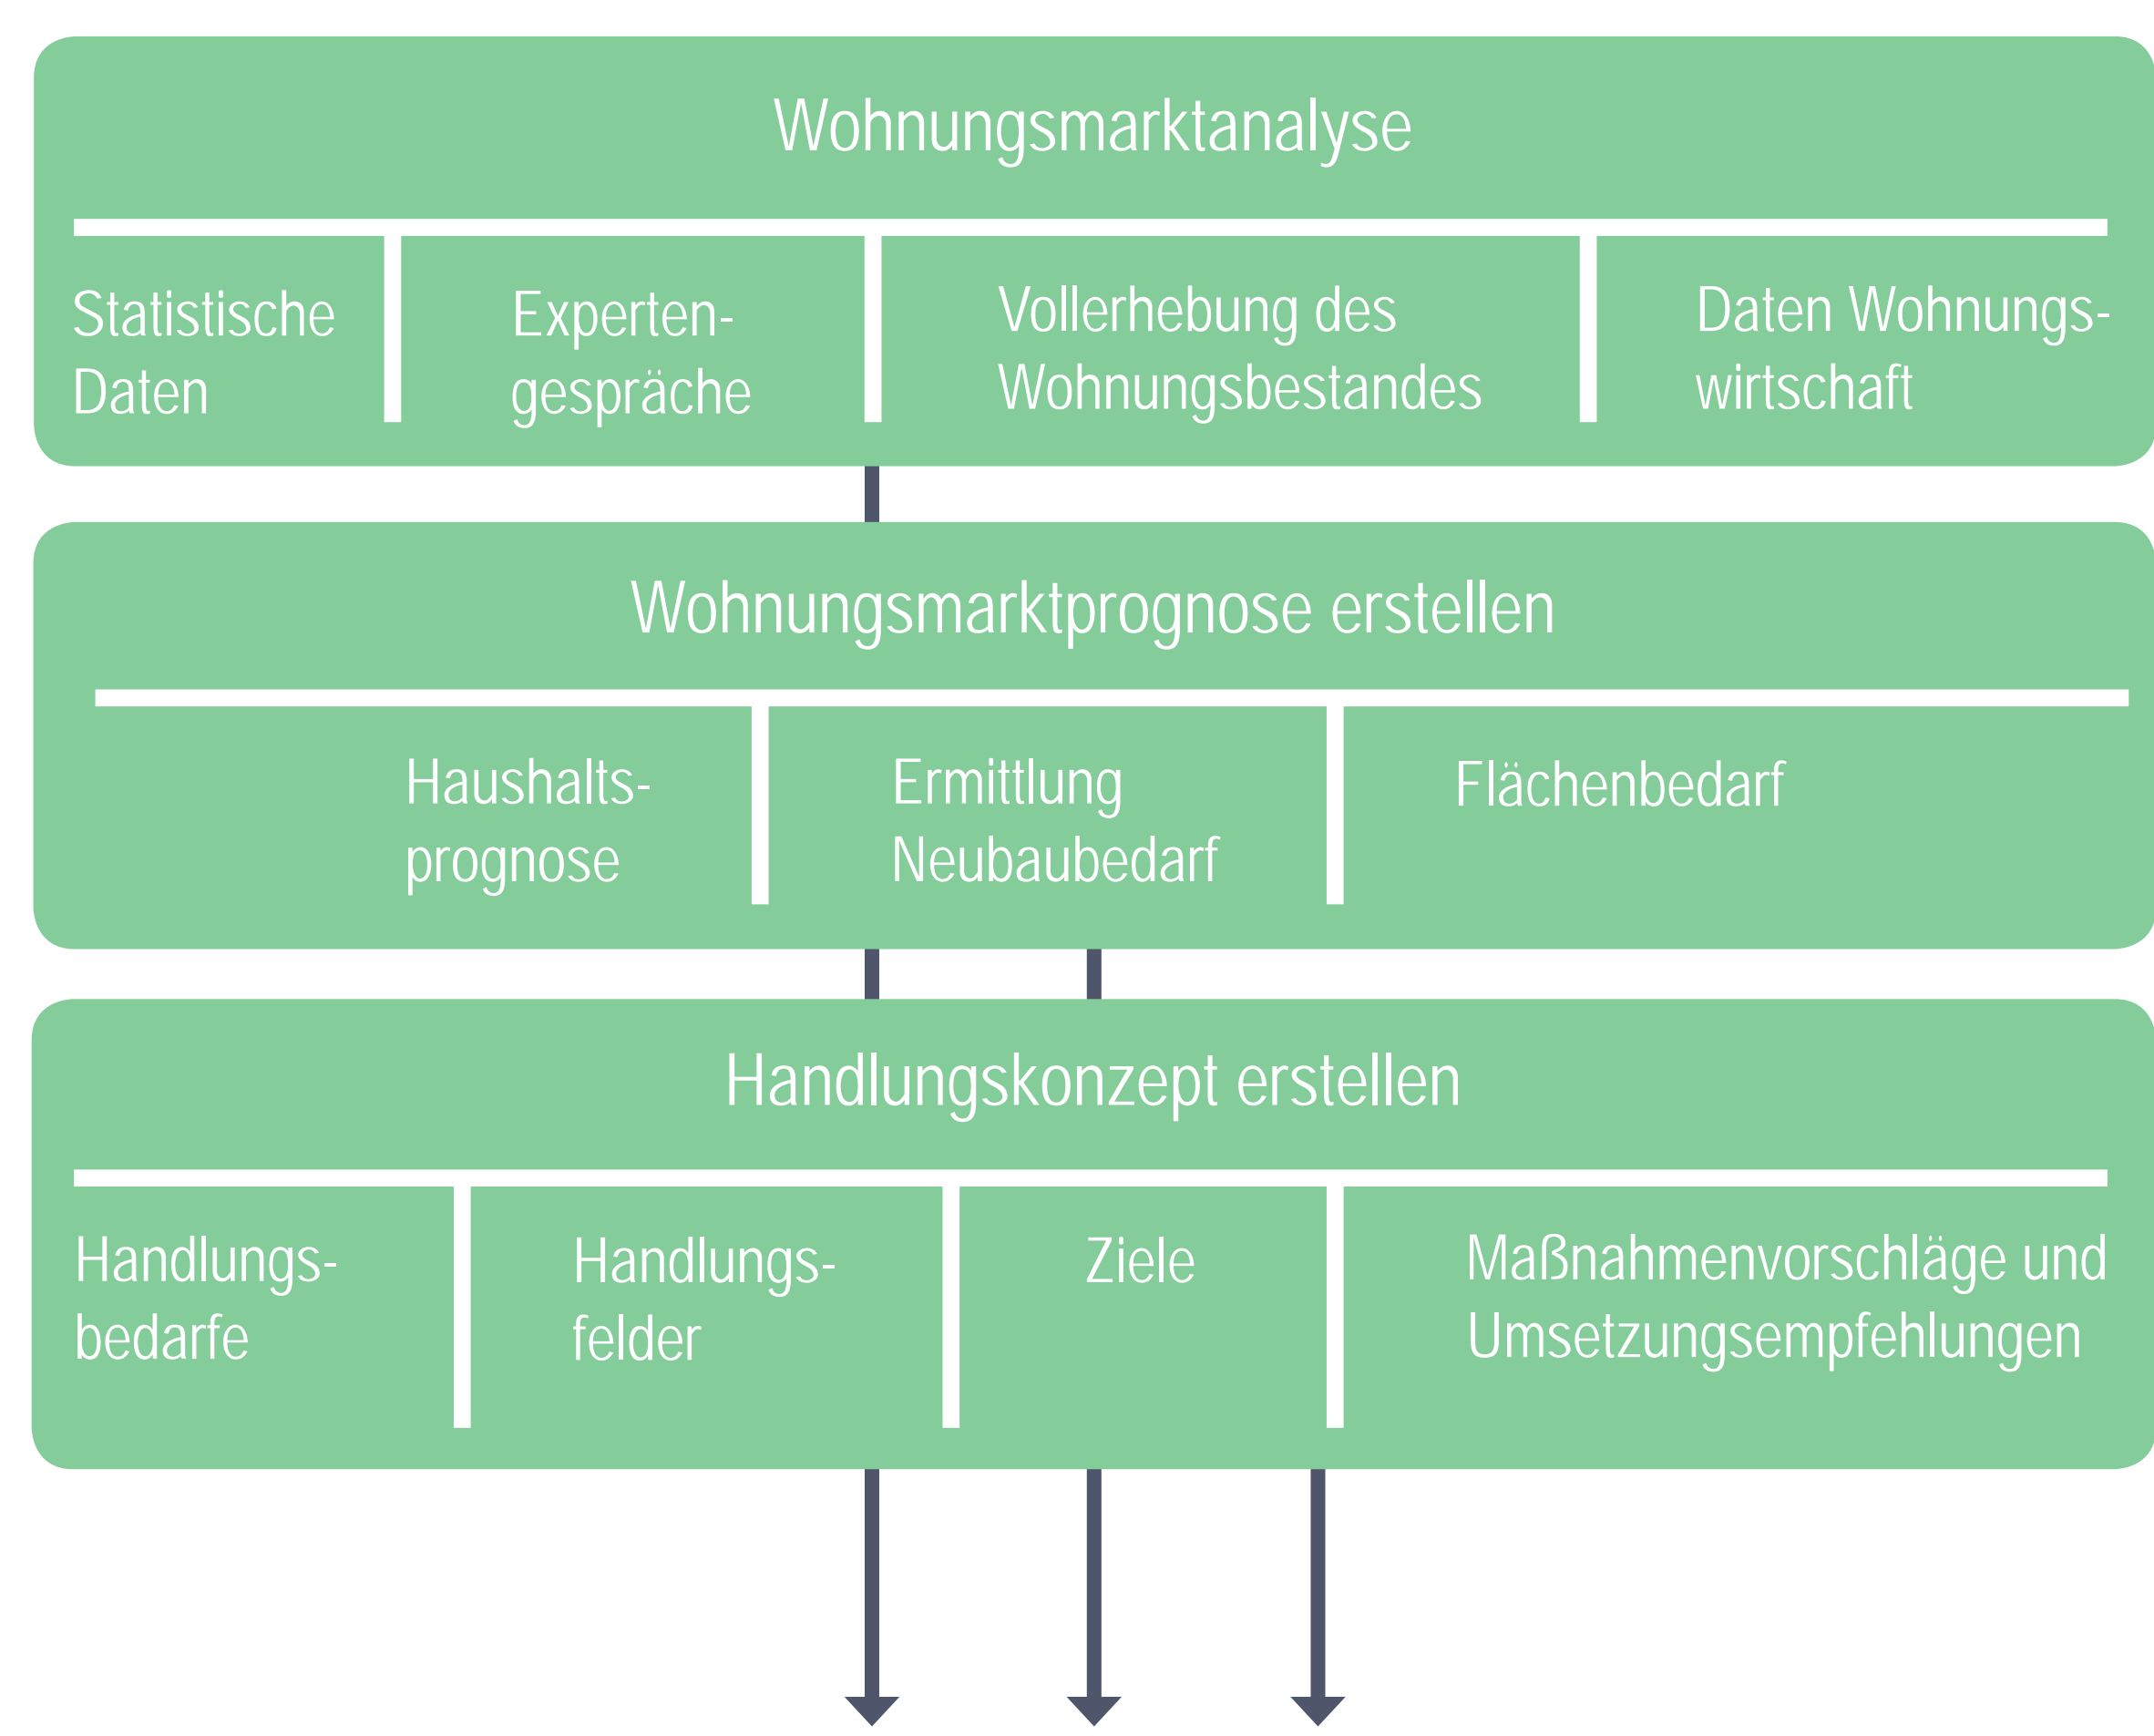 Wohnungsmarktanalyse
Statistische
Daten
Experten-
gespräche
Vollerhebung des
Wohnungsbestandes
Daten Wohnungs-
wirtschaft
Wohnungsmarktprognose erstellen
Haushalts-
prognose
Ermittlung
Neubaubedarf
Flächenbedarf
Handlungskonzept erstellen
Handlungs-
bedarfe
Handlungs-
felder
Ziele
Maßnahmenvorschläge und
Umsetzungsempfehlungen